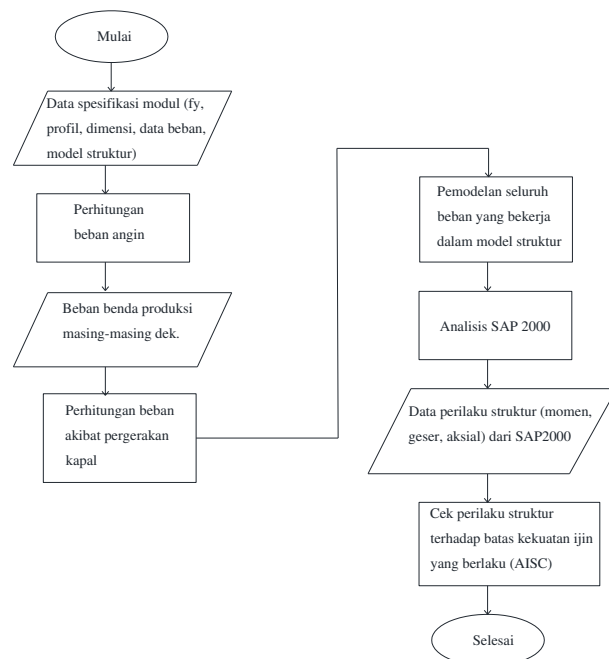 Mulai
Data spesifikasi modul (fy,
profil, dimensi, data beban,
model struktur)
Perhitungan
beban angin
Beban benda produksi
masing-masing dek.
Perhitungan beban
akibat pergerakan
kapal
Pemodelan seluruh
beban yang bekerja
dalam model struktur
Analisis SAP 2000
Data perilaku struktur (momen,
geser, aksial) dari SAP2000
Cek perilaku struktur
terhadap batas kekuatan ijin
yang berlaku (AISC)
Selesai